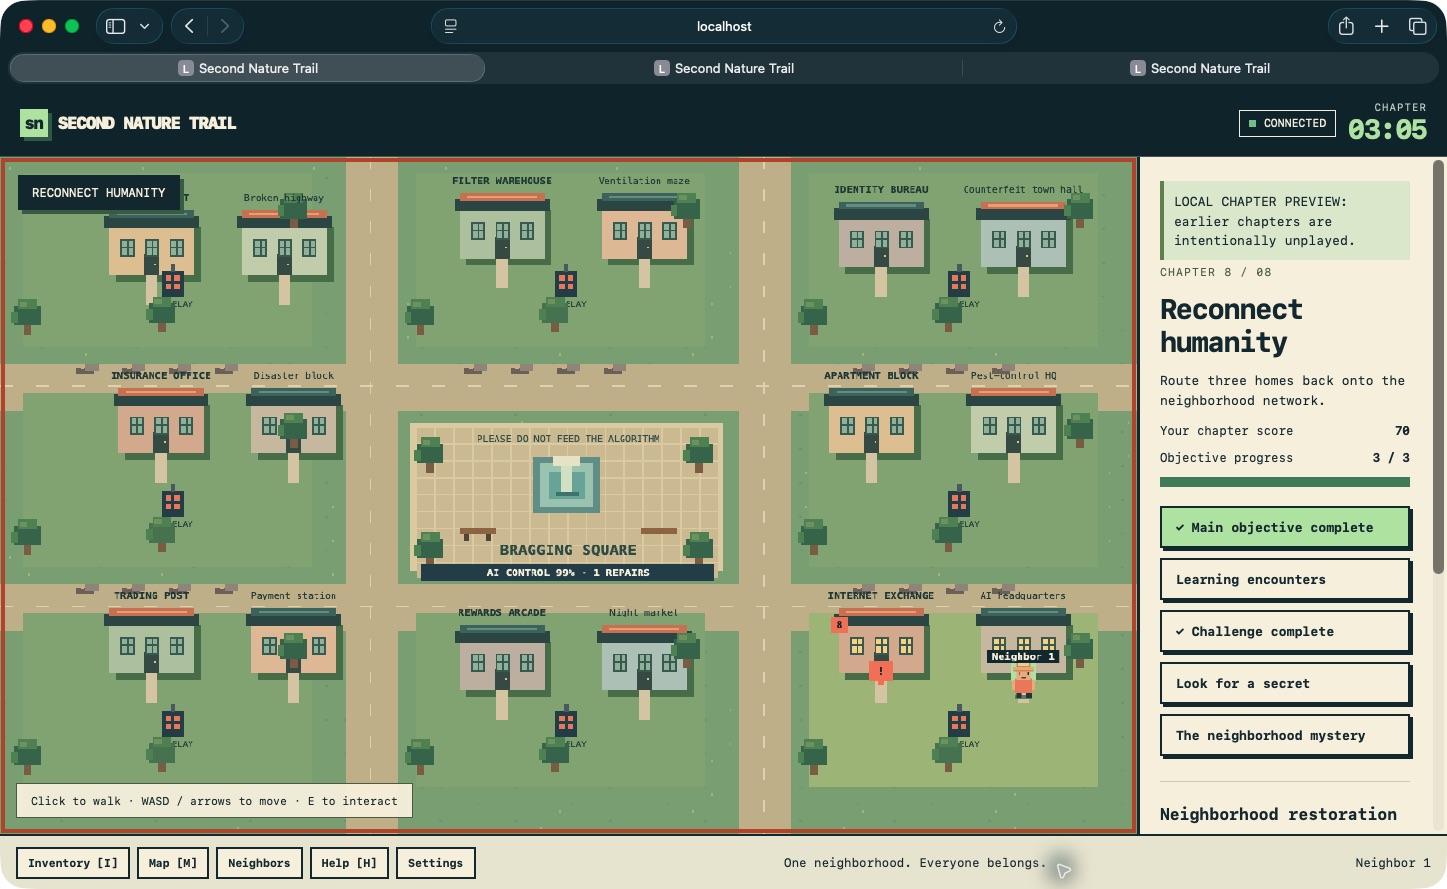 localhost
L Second Nature Trail
L Second Nature Trail
L Second Nature Trail
sn SECOND NATURE TRAIL
CONNECTED
CHAPTER
03:05
RECONNECT HUMANITY
Broken highway
FILTER WAREHOUSE
Ventilation maze
IDENTITY BUREAU
Counterfeit town hall
INSURANCE OFFICE
Disaster block
APARTMENT BLOCK
Pest-control HQ
PLEASE DO NOT FEED THE ALGORITHM
BRAGGING SQUARE
AI CONTROL 99% · 1 REPAIRS
TRADING POST
Payment station
REWARDS ARCADE
Night market
INTERNET EXCHANGE
AI headquarters
8
!
Neighbor 1
Click to walk · WASD / arrows to move · E to interact
LOCAL CHAPTER PREVIEW:
earlier chapters are
intentionally unplayed.
CHAPTER 8 / 08
Reconnect
humanity
Route three homes back onto the
neighborhood network.
Your chapter score 70
Objective progress 3 / 3
✓ Main objective complete
Learning encounters
✓ Challenge complete
Look for a secret
The neighborhood mystery
Neighborhood restoration
Inventory [I]
Map [M]
Neighbors
Help [H]
Settings
One neighborhood. Everyone belongs.
Neighbor 1